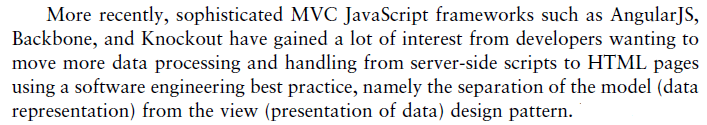 More recently, sophisticated MVC JavaScript frameworks such as AngularJS,
Backbone, and Knockout have gained a lot of interest from developers wanting to
move more data processing and handling from server-side scripts to HTML pages
using a software engineering best practice, namely the separation of the model (data
representation) from the view (presentation of data) design pattern.